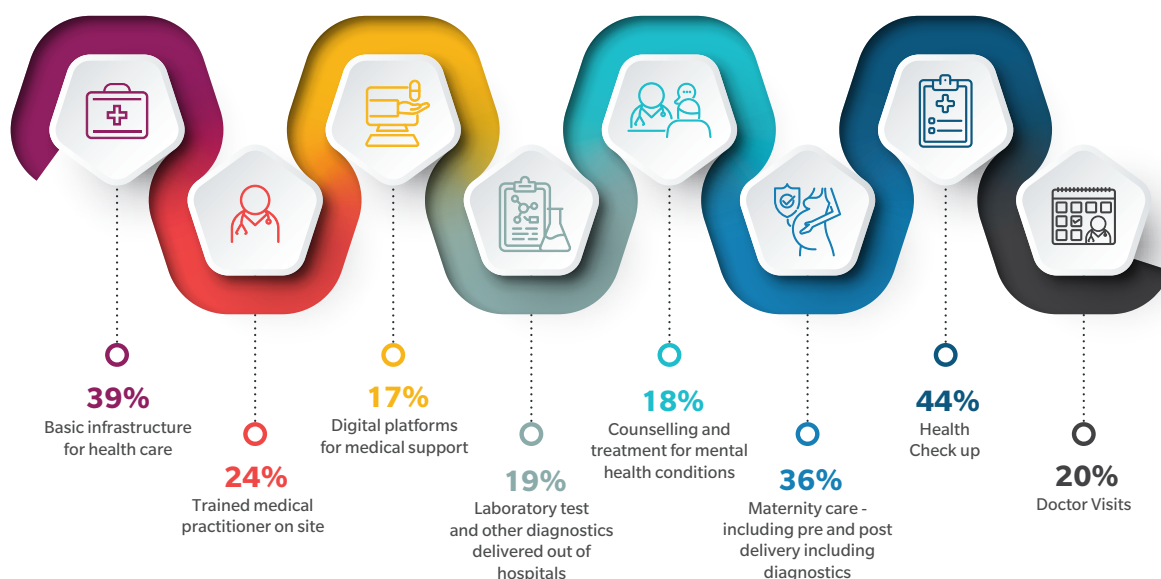 39%
Basic infrastructure
for health care
24%
Trained medical
practitioner on site
17%
Digital platforms
for medical support
19%
Laboratory test
and other diagnostics
delivered out of
hospitals
18%
Counselling and
treatment for mental
health conditions
36%
Maternity care -
including pre and post
delivery including
diagnostics
44%
Health
Check up
20%
Doctor Visits